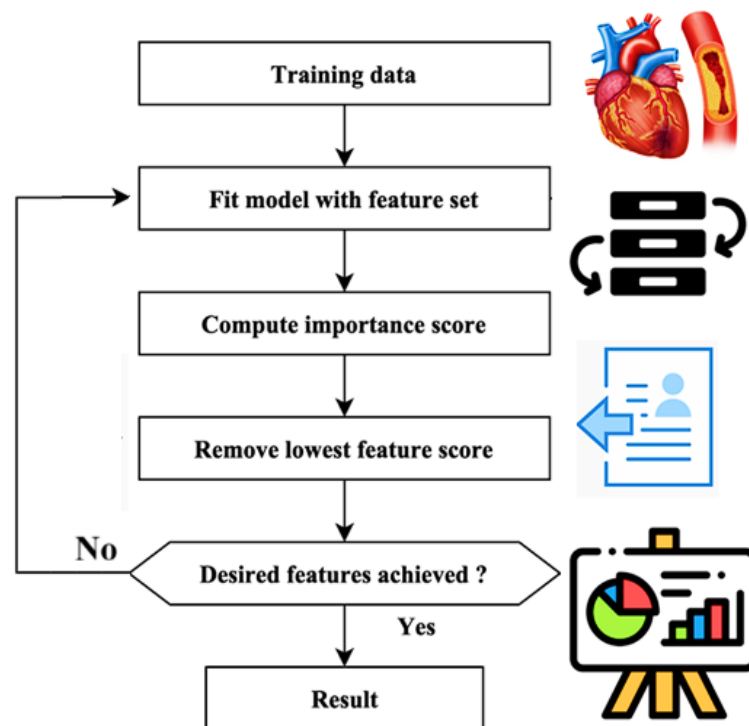 Training data
Fit model with feature set
Compute importance score
Remove lowest feature score
No
Desired features achieved ?
Yes
Result